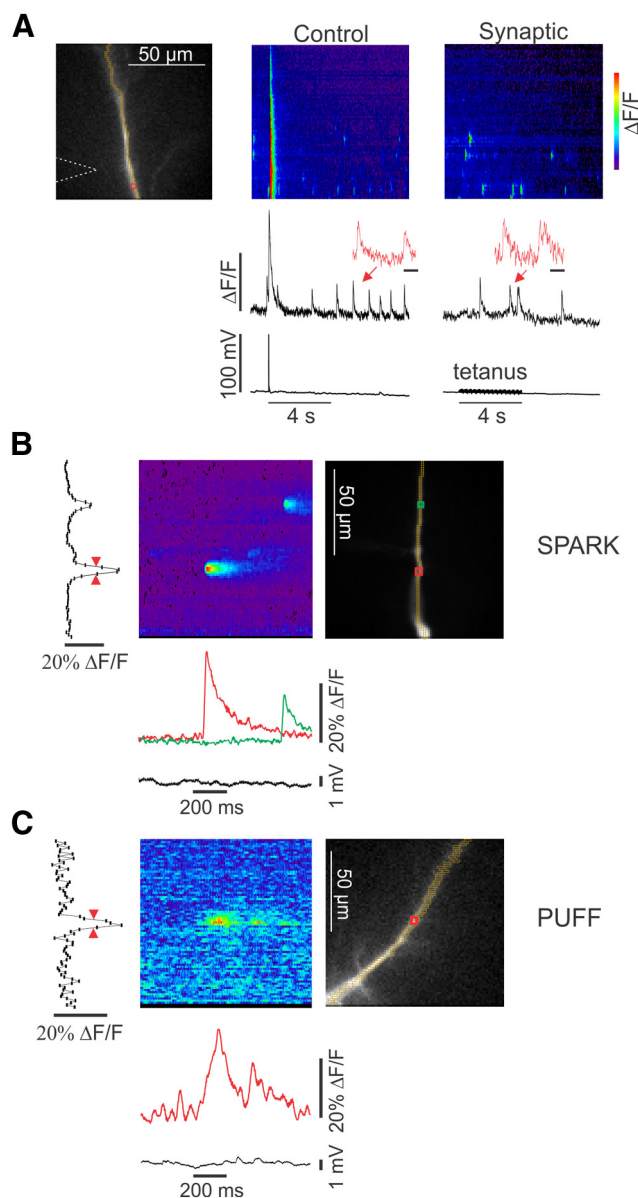 A
50 μm
Control
Synaptic
ΔF/F
ΔF/F
100 mV
tetanus
4 s
4 s
B
50 μm
SPARK
20% ΔF/F
20% ΔF/F
1 mV
200 ms
C
50 μm
PUFF
20% ΔF/F
20% ΔF/F
1 mV
200 ms